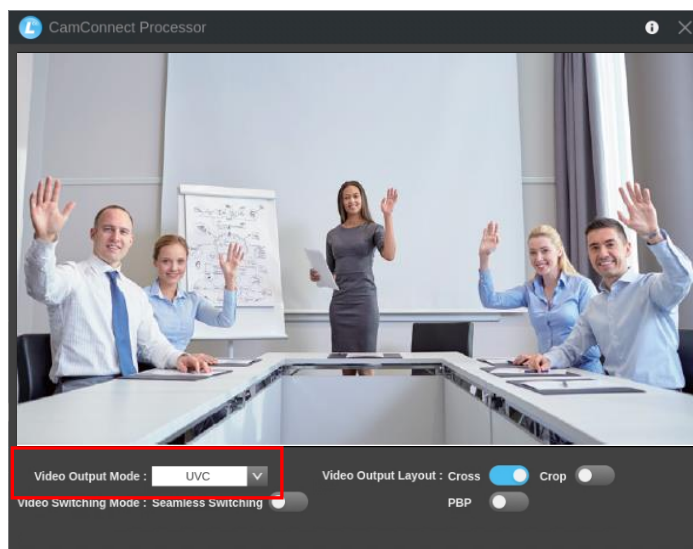 L
CamConnect Processor
Video Output Mode : UVC
Video Output Layout : Cross Crop
Video Switching Mode : Seamless Switching
PBP